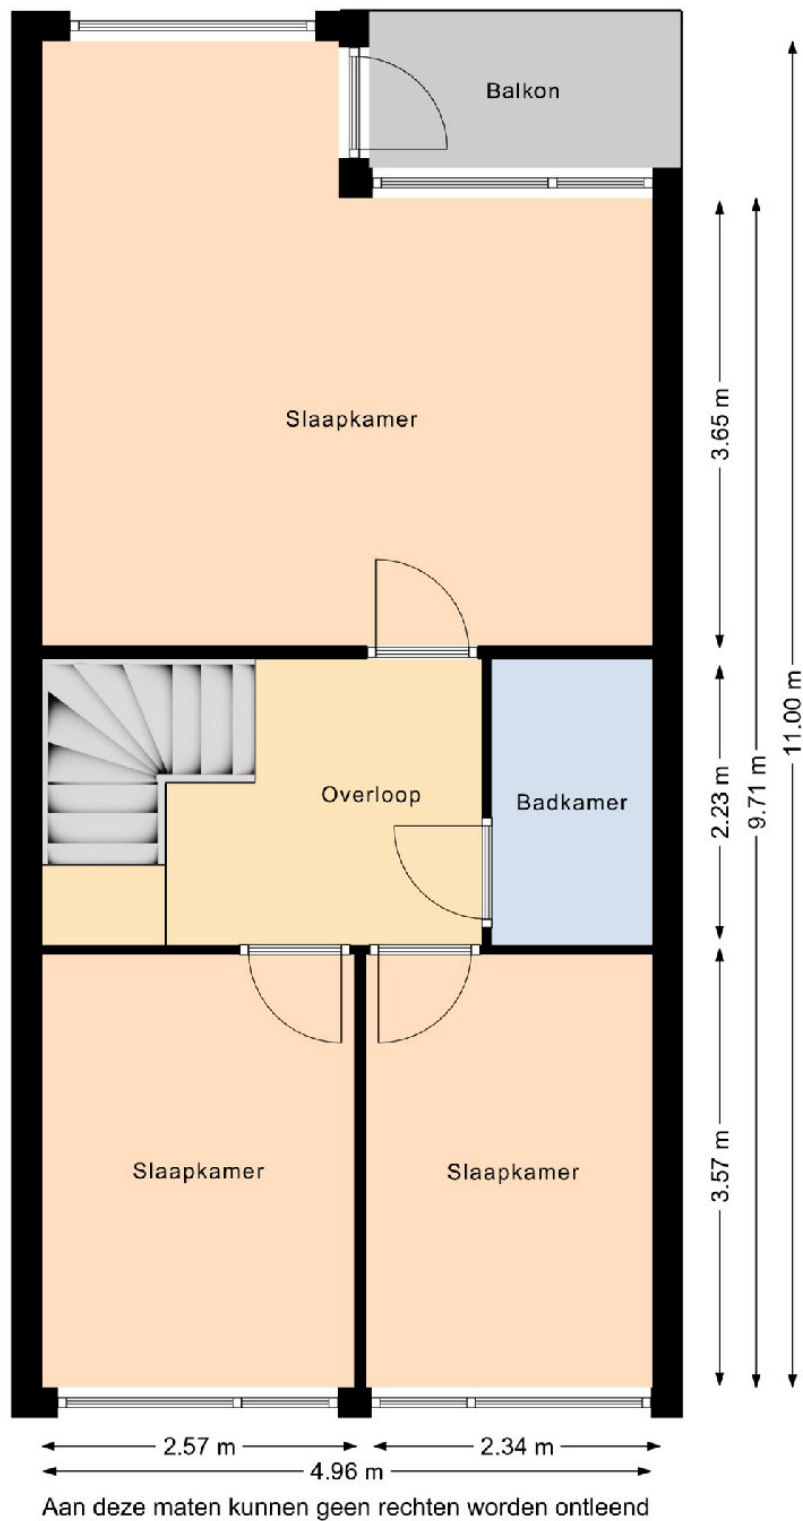 Balkon
Slaapkamer
3.65 m
11.00 m
9.71 m
2.23 m
Overloop
Badkamer
Slaapkamer
Slaapkamer
3.57 m
2.57 m
2.34 m
4.96 m
Aan deze maten kunnen geen rechten worden ontleend